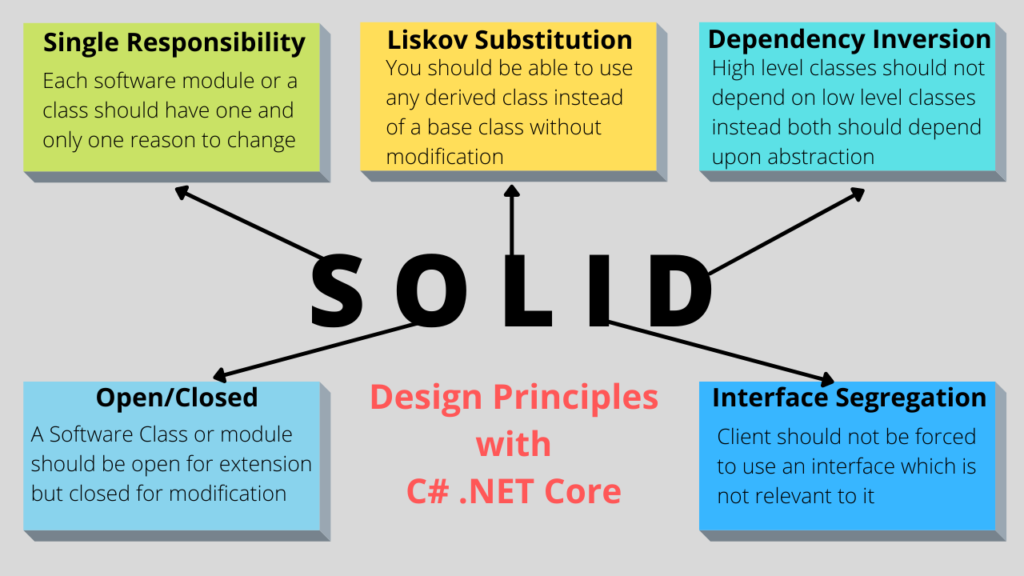 Single Responsibility
Each software module or a
class should have one and
only one reason to change
Liskov Substitution
You should be able to use
any derived class instead
of a base class without
modification
Dependency Inversion
High level classes should not
depend on low level classes
instead both should depend
upon abstraction
SOLID
Open/Closed
A Software Class or module
should be open for extension
but closed for modification
Design Principles
with
C# .NET Core
Interface Segregation
Client should not be forced
to use an interface which is
not relevant to it